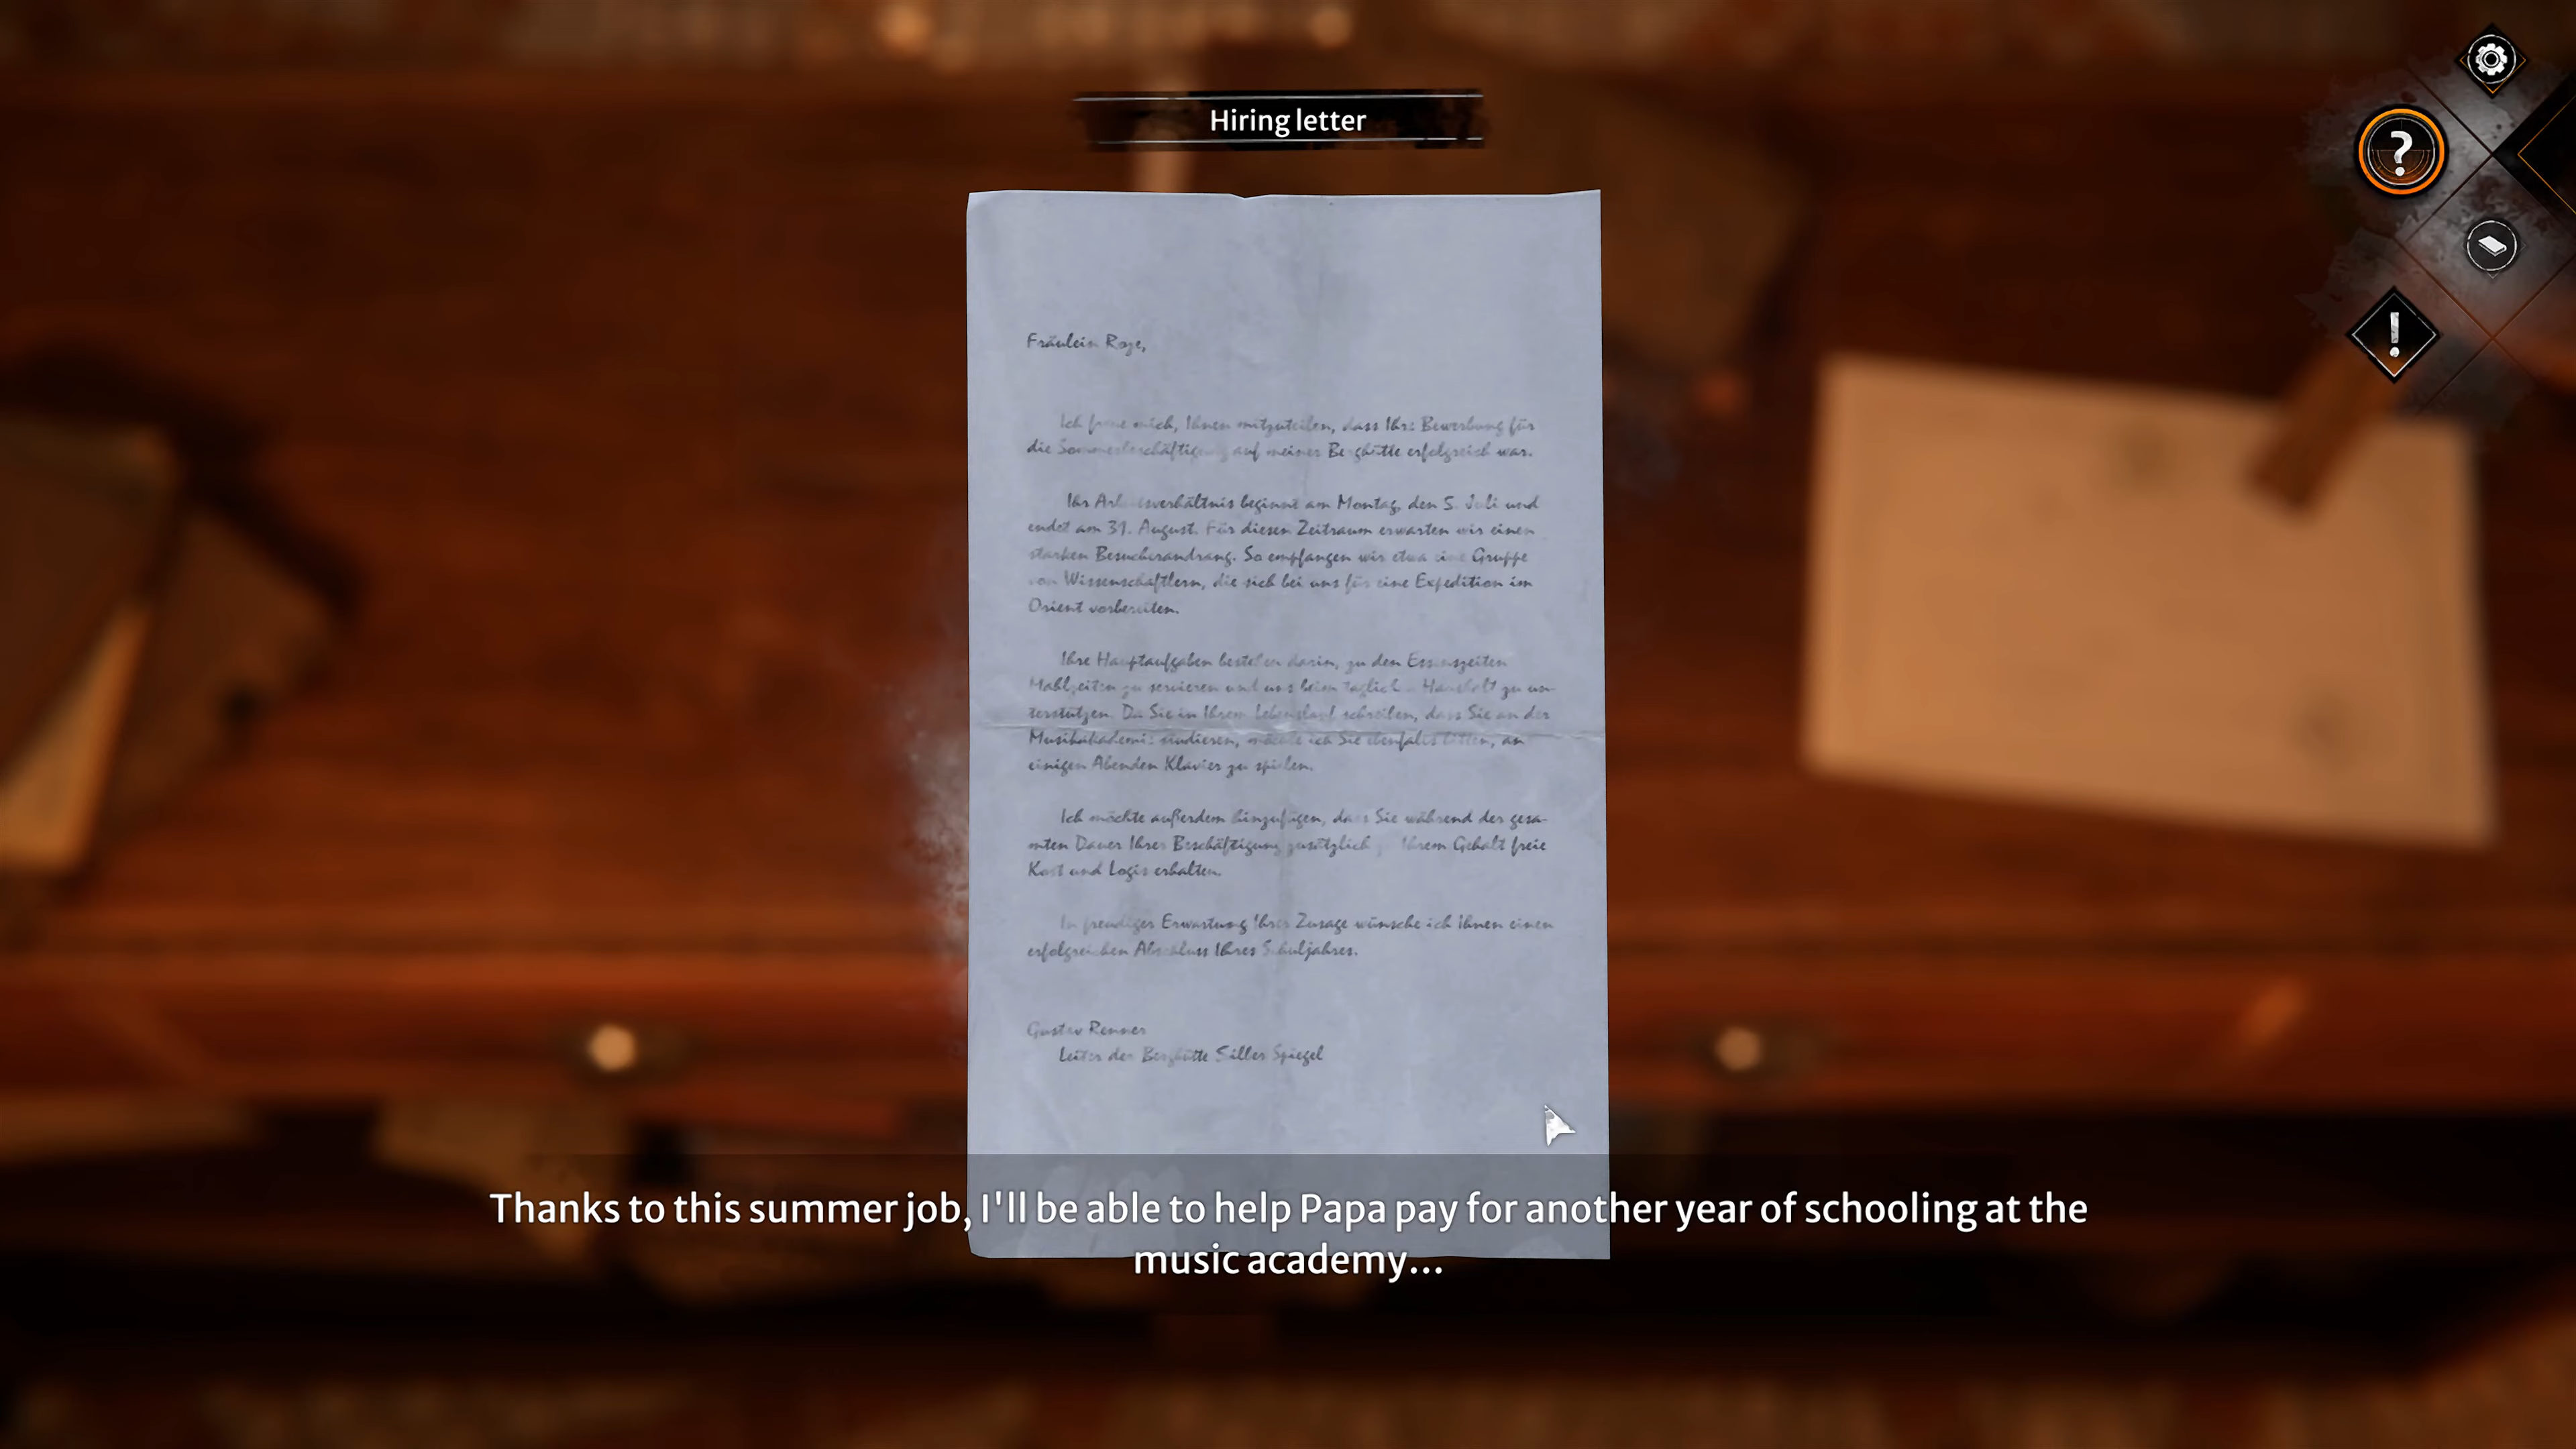 Hiring letter
Fräulein Roze,
Ich freue mich, Ihnen mitzuteilen, dass Ihre Bewerbung für
die Sommerbeschäftigung auf meiner Berghütte erfolgreich war.
Ihr Arbeitsverhältnis beginnt am Montag, den 5. Juli und
endet am 31. August. Für diesen Zeitraum erwarten wir einen
starken Besucherandrang. So empfangen wir etwa eine Gruppe
von Wissenschaftlern, die sich bei uns für eine Expedition im
Orient vorbereiten.
Ihre Hauptaufgaben bestehen darin, zu den Essenszeiten
Mahlzeiten zu servieren und uns beim Haushalt zu un-
terstützen. Da Sie in Ihrem Lebenslauf schreiben, dass Sie an der
Musikakademie studieren, möchte ich Sie ebenfalls bitten, an
einigen Abenden Klavier zu spielen.
Ich möchte außerdem hinzufügen, dass Sie während der gesa-
mten Dauer Ihrer Beschäftigung zusätzlich zu Ihrem Gehalt freie
Kost und Logis erhalten.
In freudiger Erwartung Ihrer Zusage wünsche ich Ihnen einen
erfolgreichen Abschluss Ihres Schuljahres.
Gustav Renner
Leiter der Berghütte Siller Spiegel
Thanks to this summer job, I'll be able to help Papa pay for another year of schooling at the
music academy...